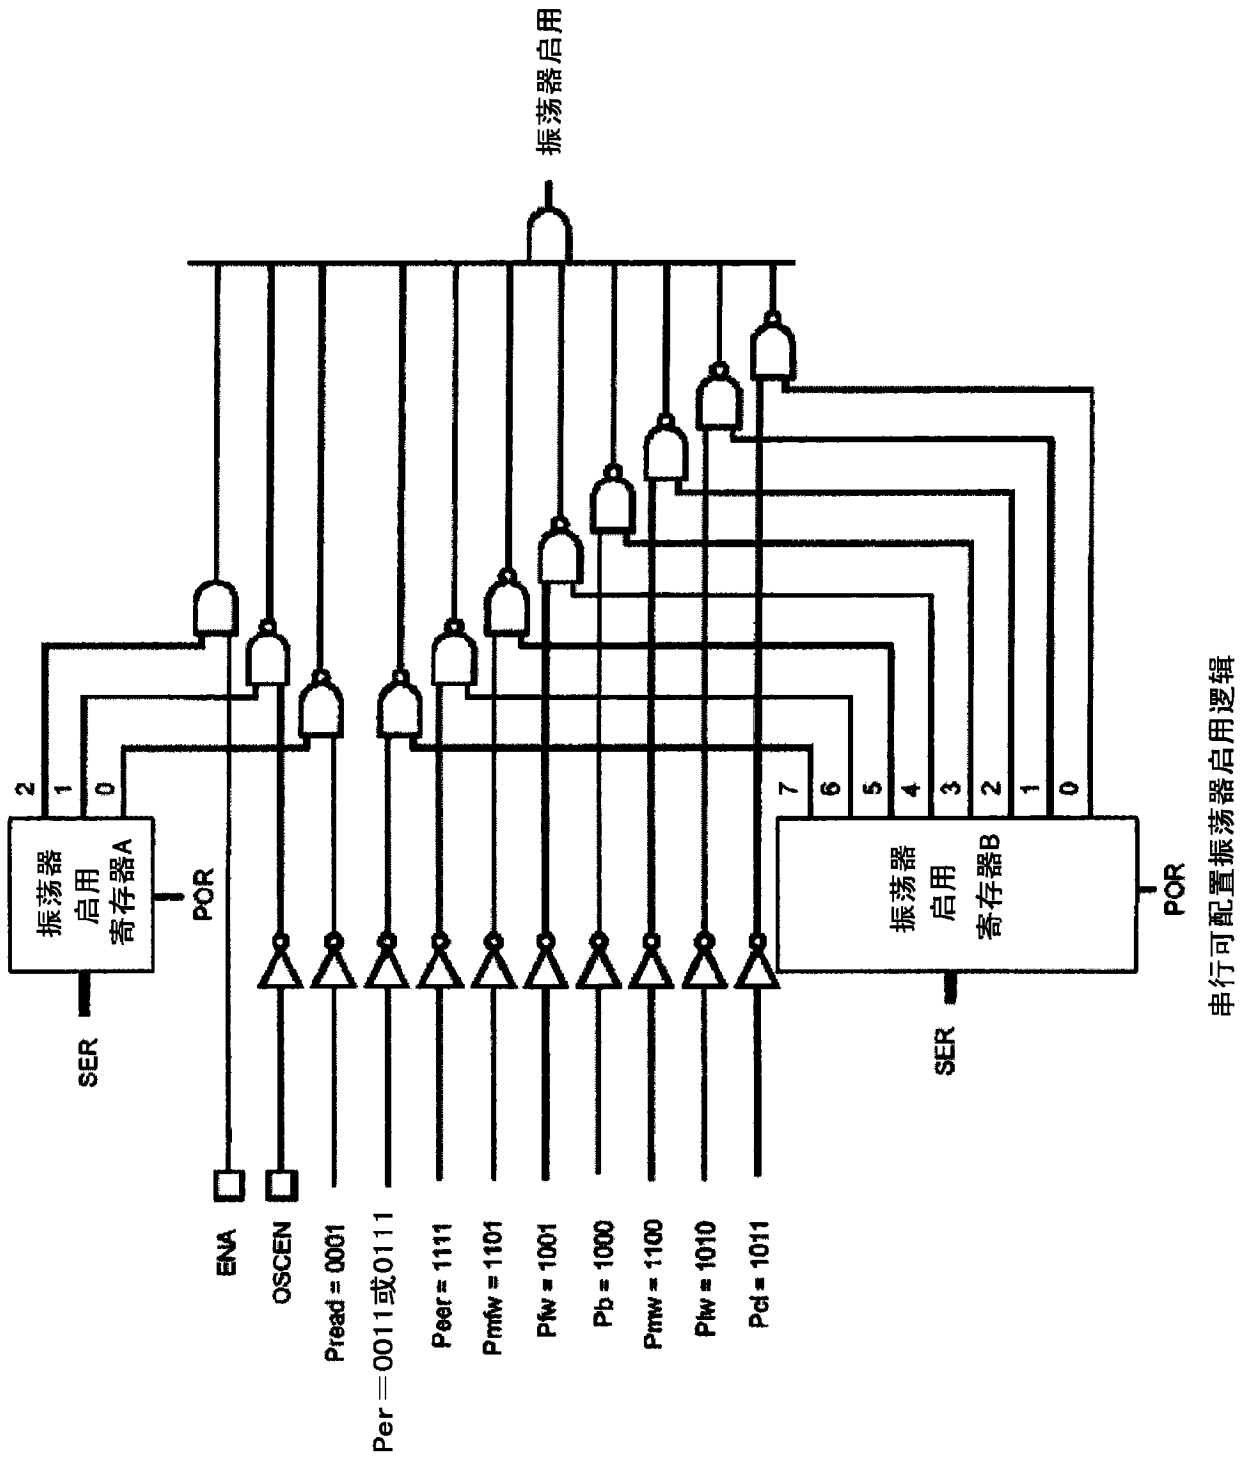 振荡器启用
振荡器
启用
寄存器A
2
1
0
SER
POR
ENA
OSCEN
Pread = 0001
Per =0011或0111
Peer = 1111
Pmfw = 1101
Pfw = 1001
Pb = 1000
Pmw = 1100
Plw = 1010
Pcl = 1011
振荡器
启用
寄存器B
7
6
5
4
3
2
1
0
SER
POR
串行可配置振荡器启用逻辑